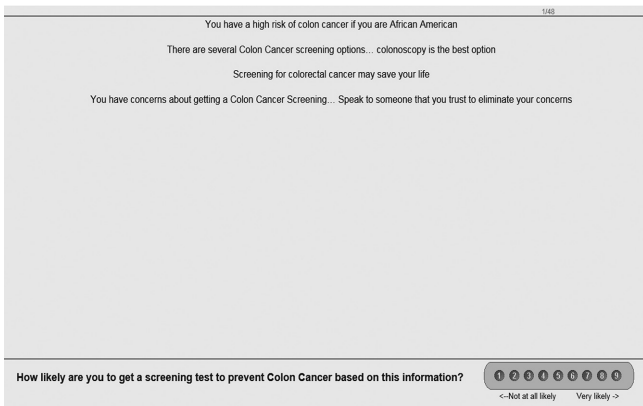 1/48
You have a high risk of colon cancer if you are African American
There are several Colon Cancer screening options... colonoscopy is the best option
Screening for colorectal cancer may save your life
You have concerns about getting a Colon Cancer Screening... Speak to someone that you trust to eliminate your concerns
How likely are you to get a screening test to prevent Colon Cancer based on this information?
1 2 3 4 5 6 7 8 9
<--Not at all likely Very likely ->